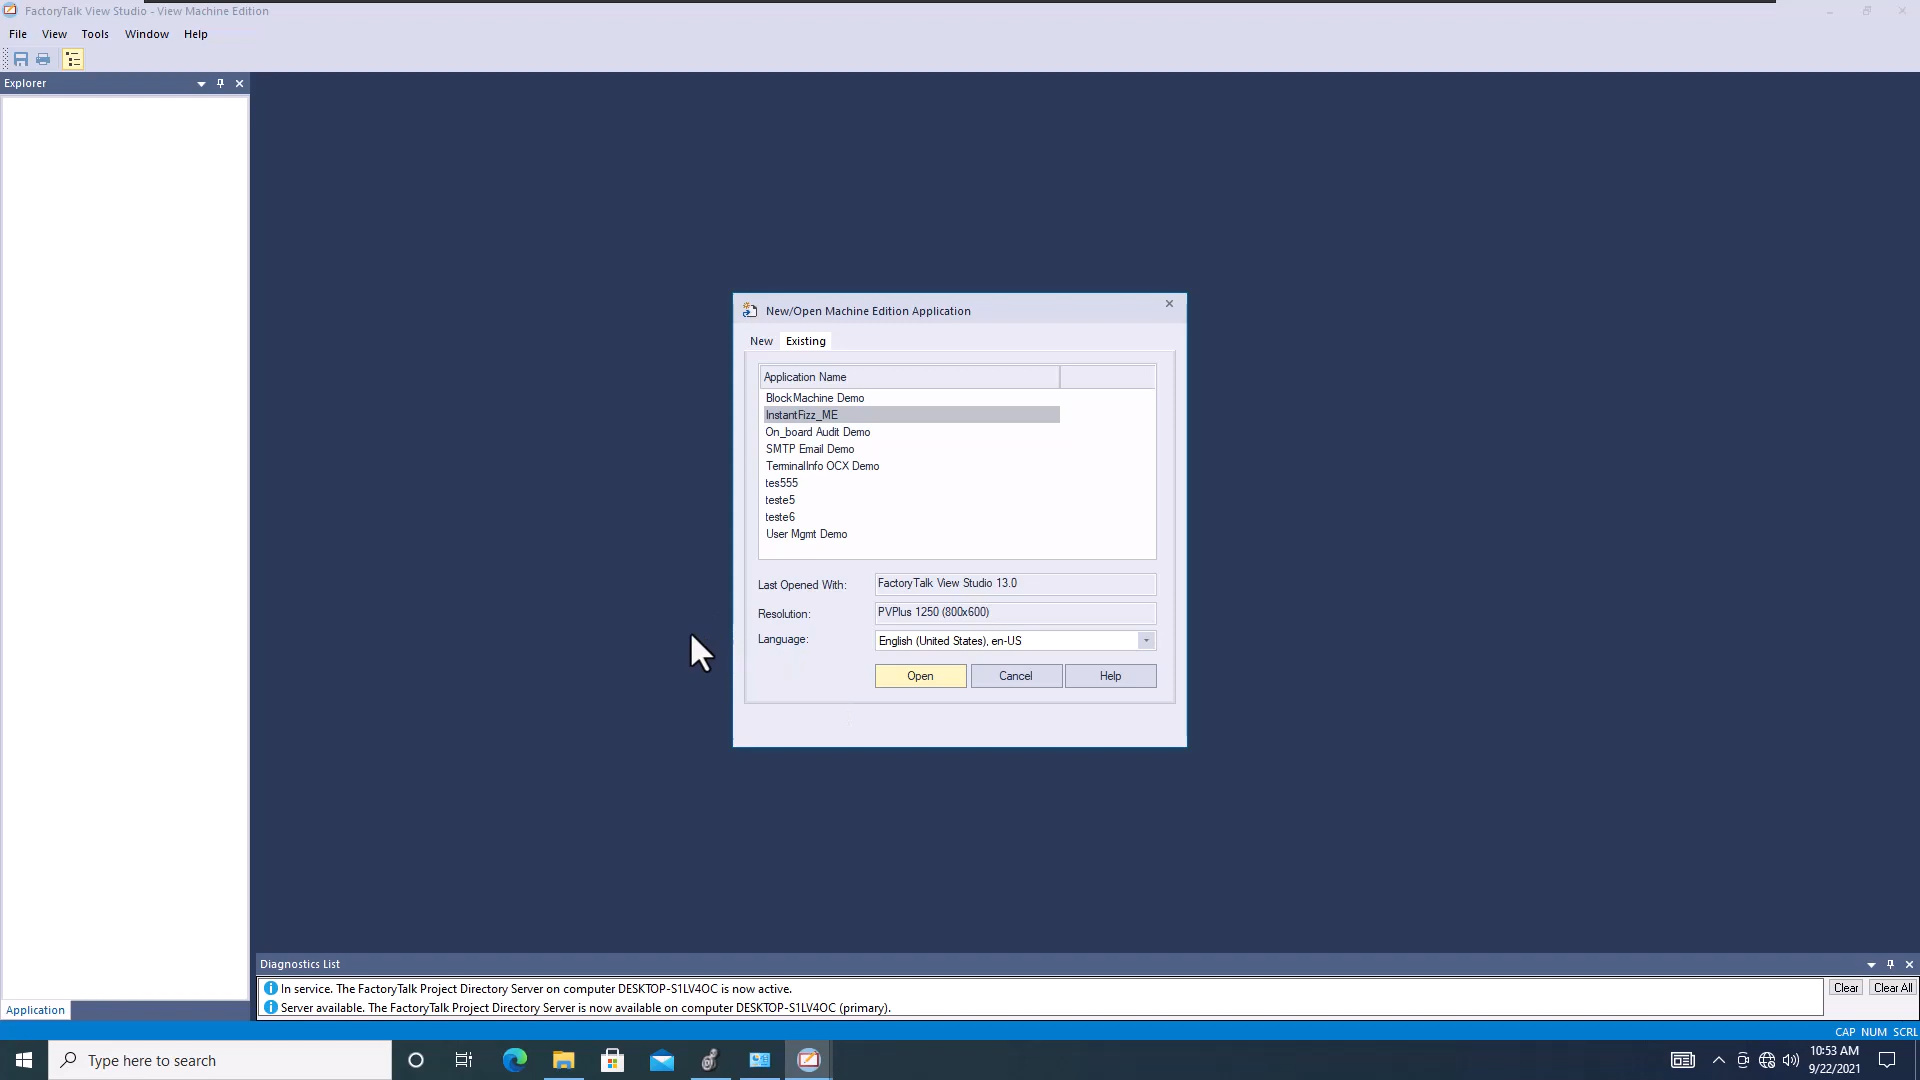 FactoryTalk View Studio - View Machine Edition
File View Tools Window Help
Explorer
New/Open Machine Edition Application
New Existing
Application Name
BlockMachine Demo
InstantFizz_ME
On_board Audit Demo
SMTP Email Demo
TerminalInfo OCX Demo
tes555
teste5
teste6
User Mgmt Demo
Last Opened With: FactoryTalk View Studio 13.0
Resolution: PVPlus 1250 (800x600)
Language: English (United States), en-US
Open Cancel Help
Diagnostics List
In service. The FactoryTalk Project Directory Server on computer DESKTOP-S1LV4OC is now active.
Clear Clear All
Server available. The FactoryTalk Project Directory Server is now available on computer DESKTOP-S1LV4OC (primary).
Application
CAP NUM SCRL
Type here to search
10:53 AM
9/22/2021